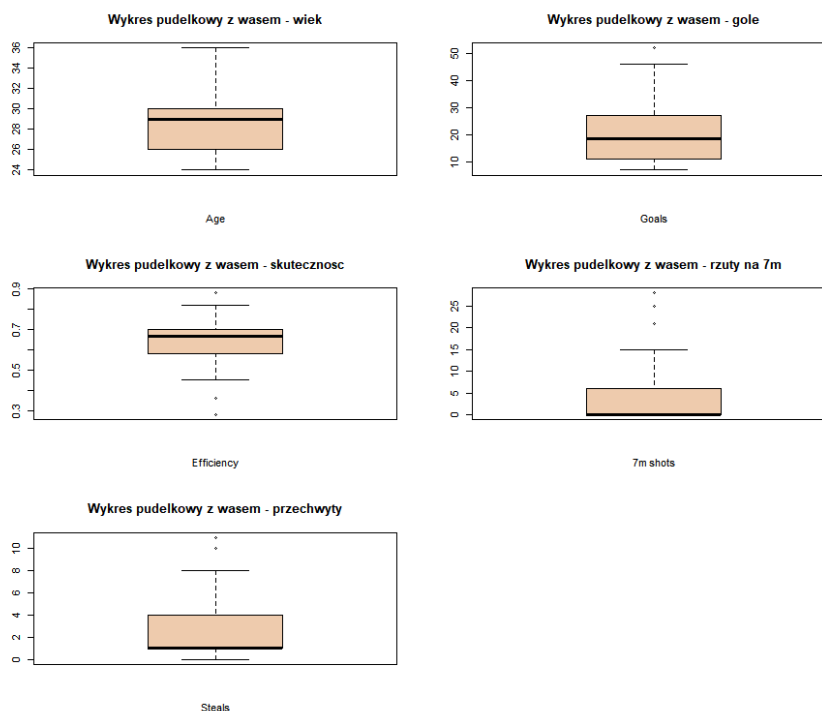 Wykres pudelkowy z wasem - wiek
36
34
32
30
28
26
24
Age
Wykres pudelkowy z wasem - gole
50
40
30
20
10
Goals
Wykres pudelkowy z wasem - skutecznosc
0.9
0.7
0.5
0.3
Efficiency
Wykres pudelkowy z wasem - rzuty na 7m
25
20
15
10
5
0
7m shots
Wykres pudelkowy z wasem - przechwyty
10
8
6
4
2
0
Steals